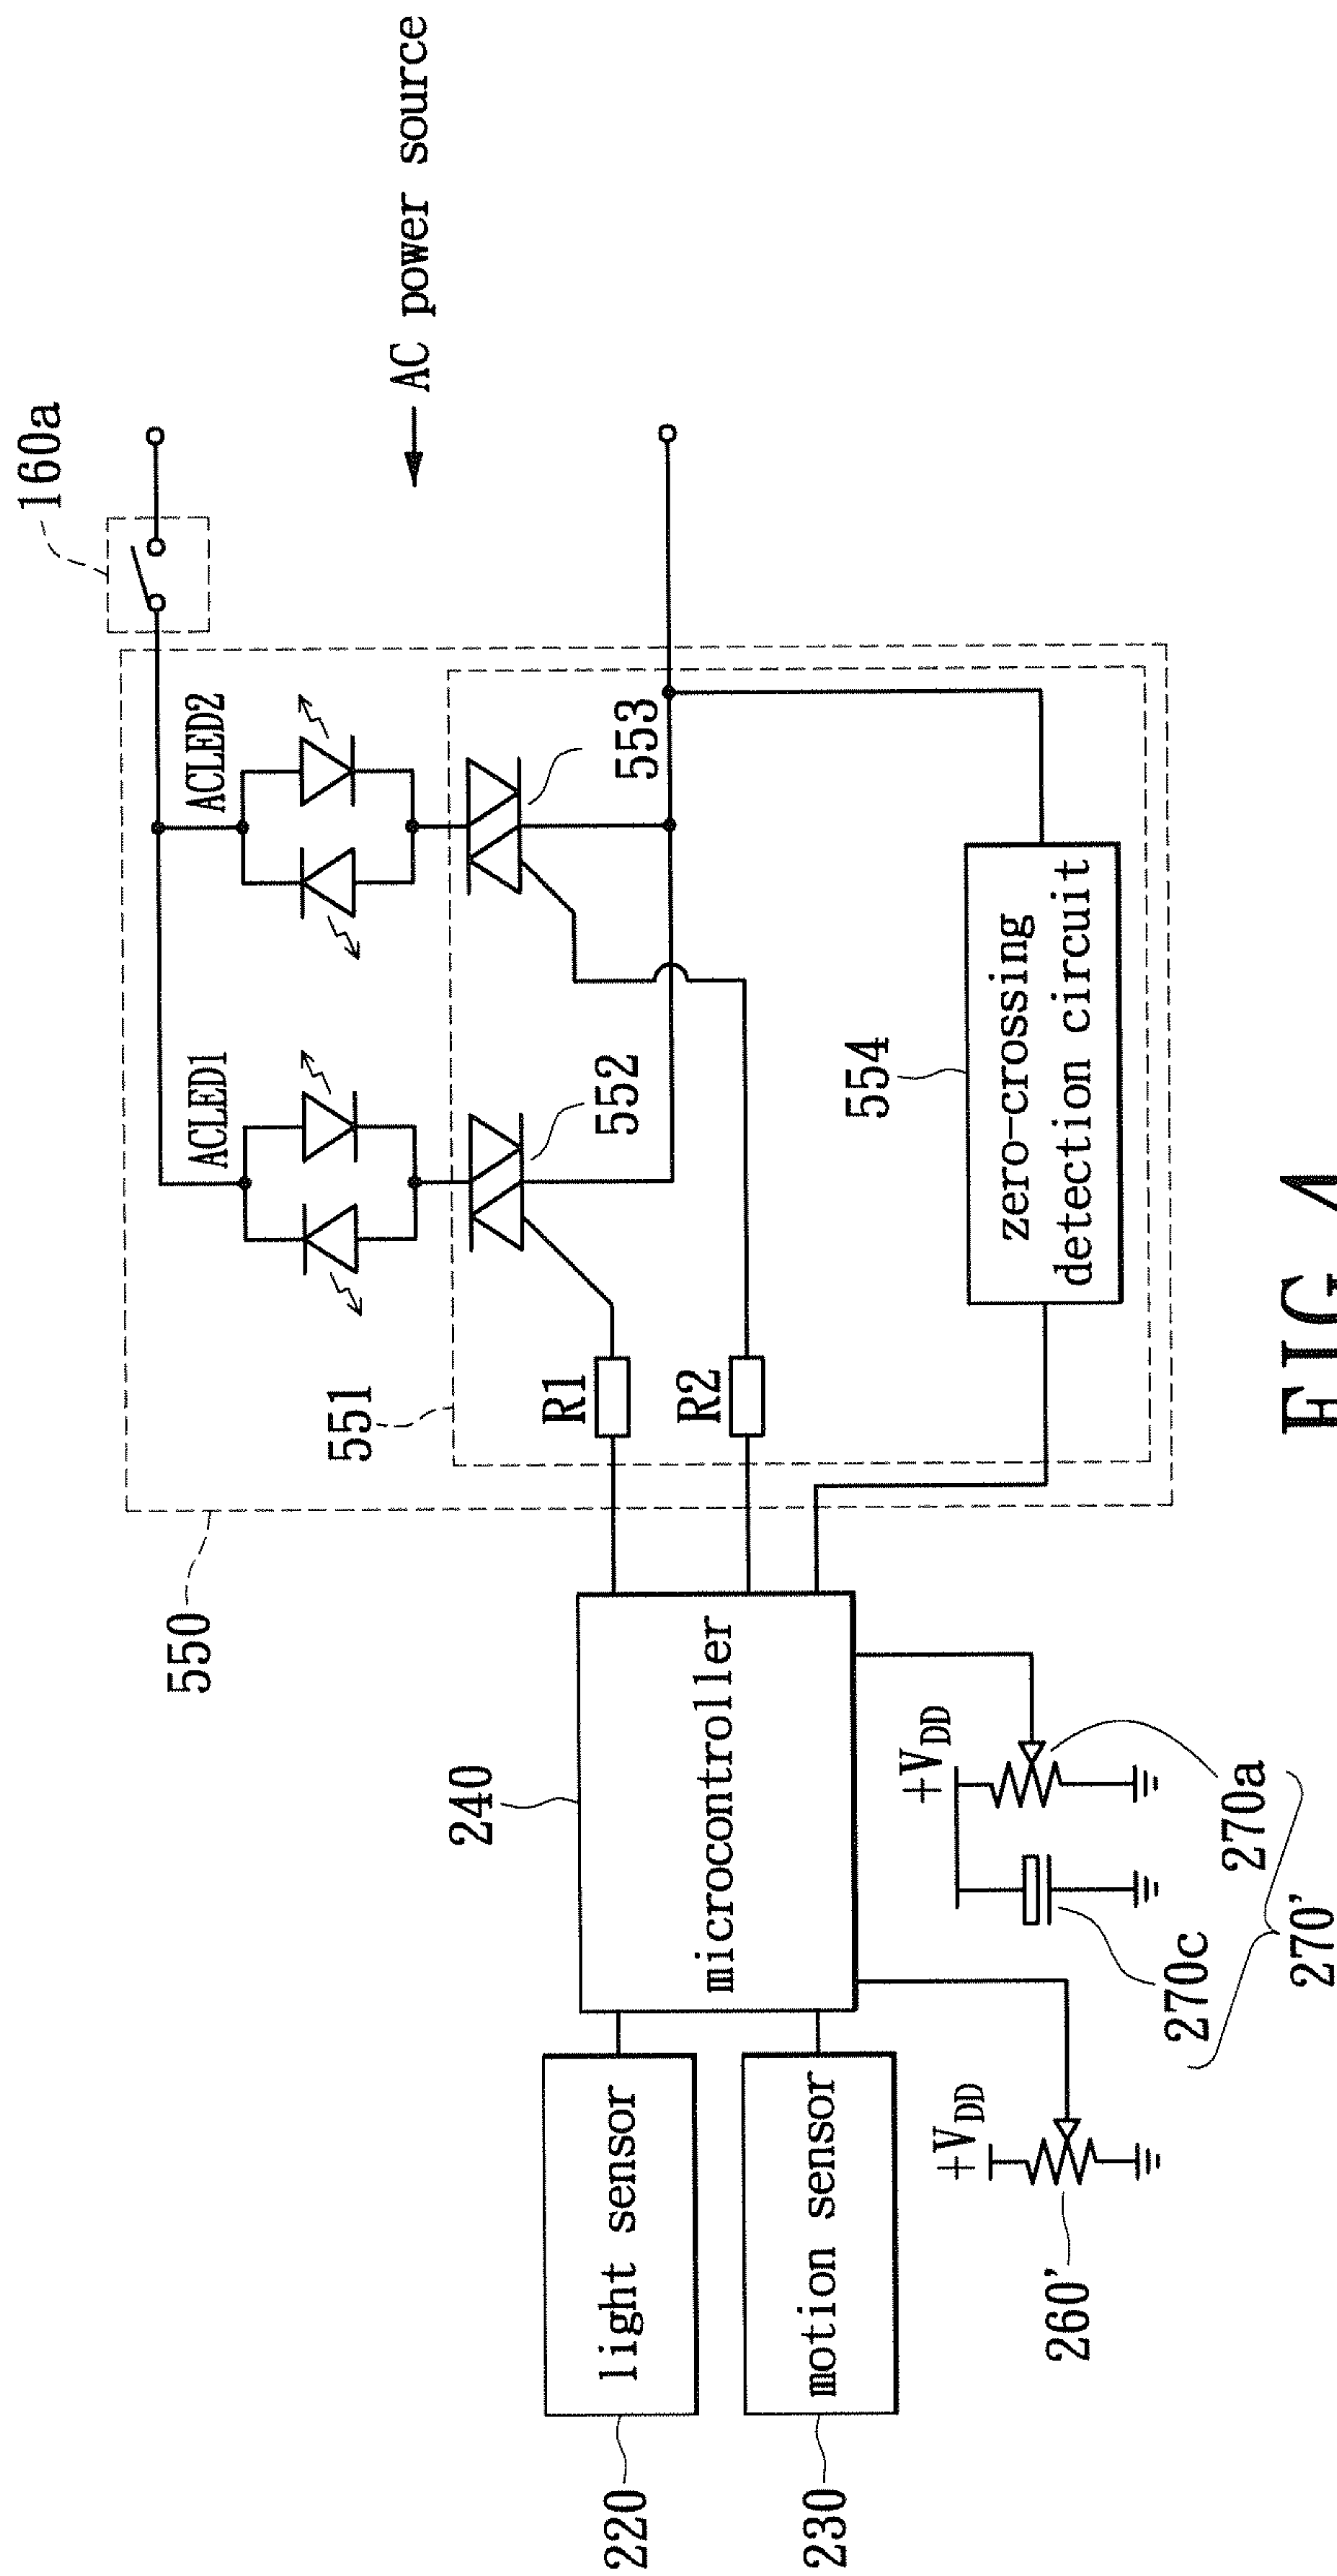 160a
AC power source
550
551
ACLED1
ACLED2
552
553
R1
R2
240
microcontroller
554
zero-crossing
detection circuit
220
light sensor
230
motion sensor
+VDD
260'
+VDD
270c
270a
270'
FIG. 4